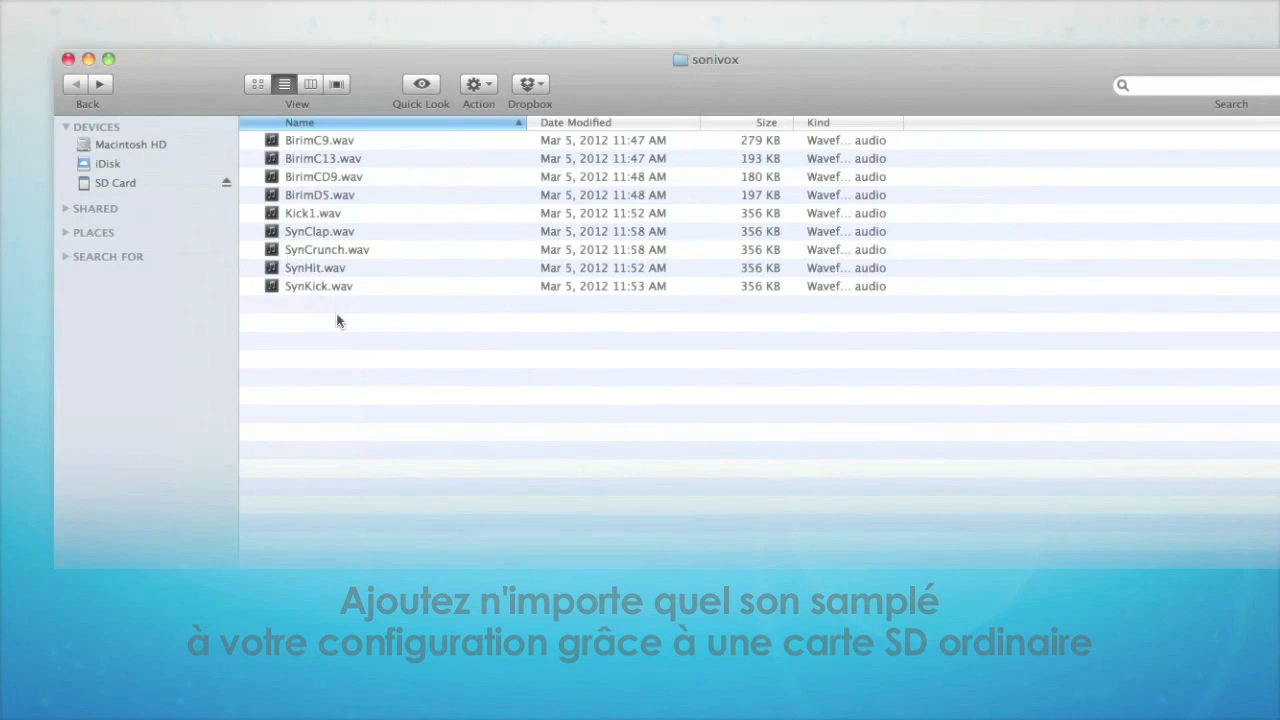 sonivox
Back
View
Quick Look
Action
Dropbox
Search
DEVICES
Macintosh HD
iDisk
SD Card
SHARED
PLACES
SEARCH FOR
Name Date Modified Size Kind
BirimC9.wav Mar 5, 2012 11:47 AM 279 KB Wavef... audio
BirimC13.wav Mar 5, 2012 11:47 AM 193 KB Wavef... audio
BirimCD9.wav Mar 5, 2012 11:48 AM 180 KB Wavef... audio
BirimD5.wav Mar 5, 2012 11:48 AM 197 KB Wavef... audio
Kick1.wav Mar 5, 2012 11:52 AM 356 KB Wavef... audio
SynClap.wav Mar 5, 2012 11:58 AM 356 KB Wavef... audio
SynCrunch.wav Mar 5, 2012 11:58 AM 356 KB Wavef... audio
SynHit.wav Mar 5, 2012 11:52 AM 356 KB Wavef... audio
SynKick.wav Mar 5, 2012 11:53 AM 356 KB Wavef... audio
Ajoutez n'importe quel son samplé
à votre configuration grâce à une carte SD ordinaire